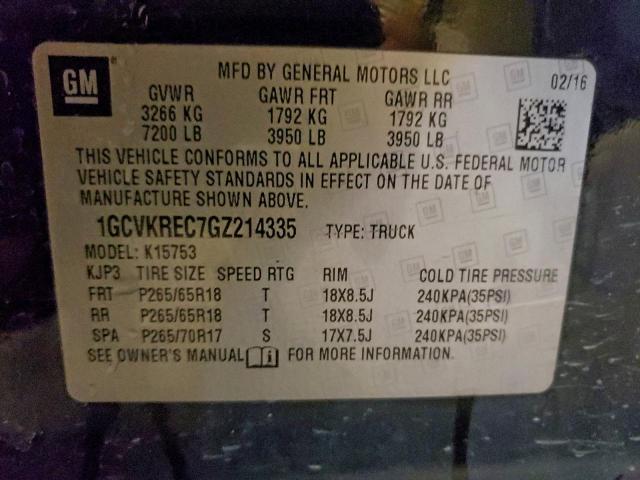 GM
MFD BY GENERAL MOTORS LLC
02/16
GVWR GAWR FRT GAWR RR
3266 KG 1792 KG 1792 KG
7200 LB 3950 LB 3950 LB
THIS VEHICLE CONFORMS TO ALL APPLICABLE U.S. FEDERAL MOTOR
VEHICLE SAFETY STANDARDS IN EFFECT ON THE DATE OF
MANUFACTURE SHOWN ABOVE.
1GCVKREC7GZ214335 TYPE: TRUCK
MODEL: K15753
KJP3 TIRE SIZE SPEED RTG RIM COLD TIRE PRESSURE
FRT P265/65R18 T 18X8.5J 240KPA(35PSI)
RR P265/65R18 T 18X8.5J 240KPA(35PSI)
SPA P265/70R17 S 17X7.5J 240KPA(35PSI)
SEE OWNER'S MANUAL FOR MORE INFORMATION.